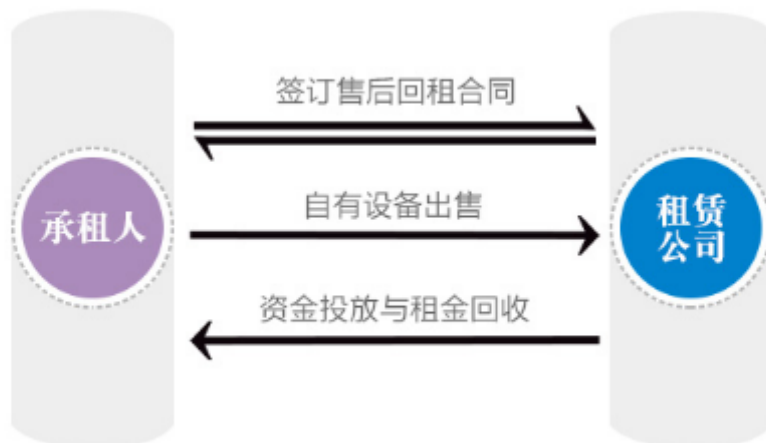 签订售后回租合同
承租人
自有设备出售
租赁
公司
资金投放与租金回收